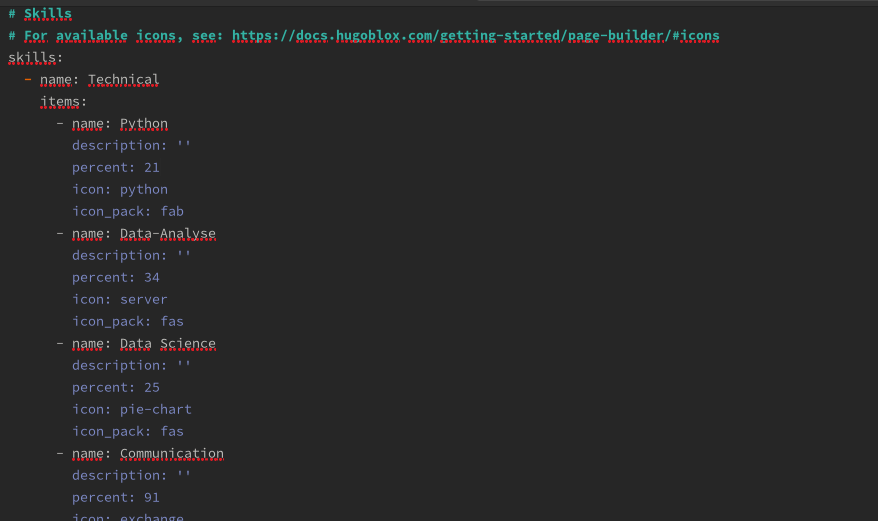 # Skills
# For available icons, see: https://docs.hugoblox.com/getting-started/page-builder/#icons
skills:
  - name: Technical
    items:
      - name: Python
        description: ''
        percent: 21
        icon: python
        icon_pack: fab
      - name: Data-Analyse
        description: ''
        percent: 34
        icon: server
        icon_pack: fas
      - name: Data Science
        description: ''
        percent: 25
        icon: pie-chart
        icon_pack: fas
      - name: Communication
        description: ''
        percent: 91
        icon: exchange